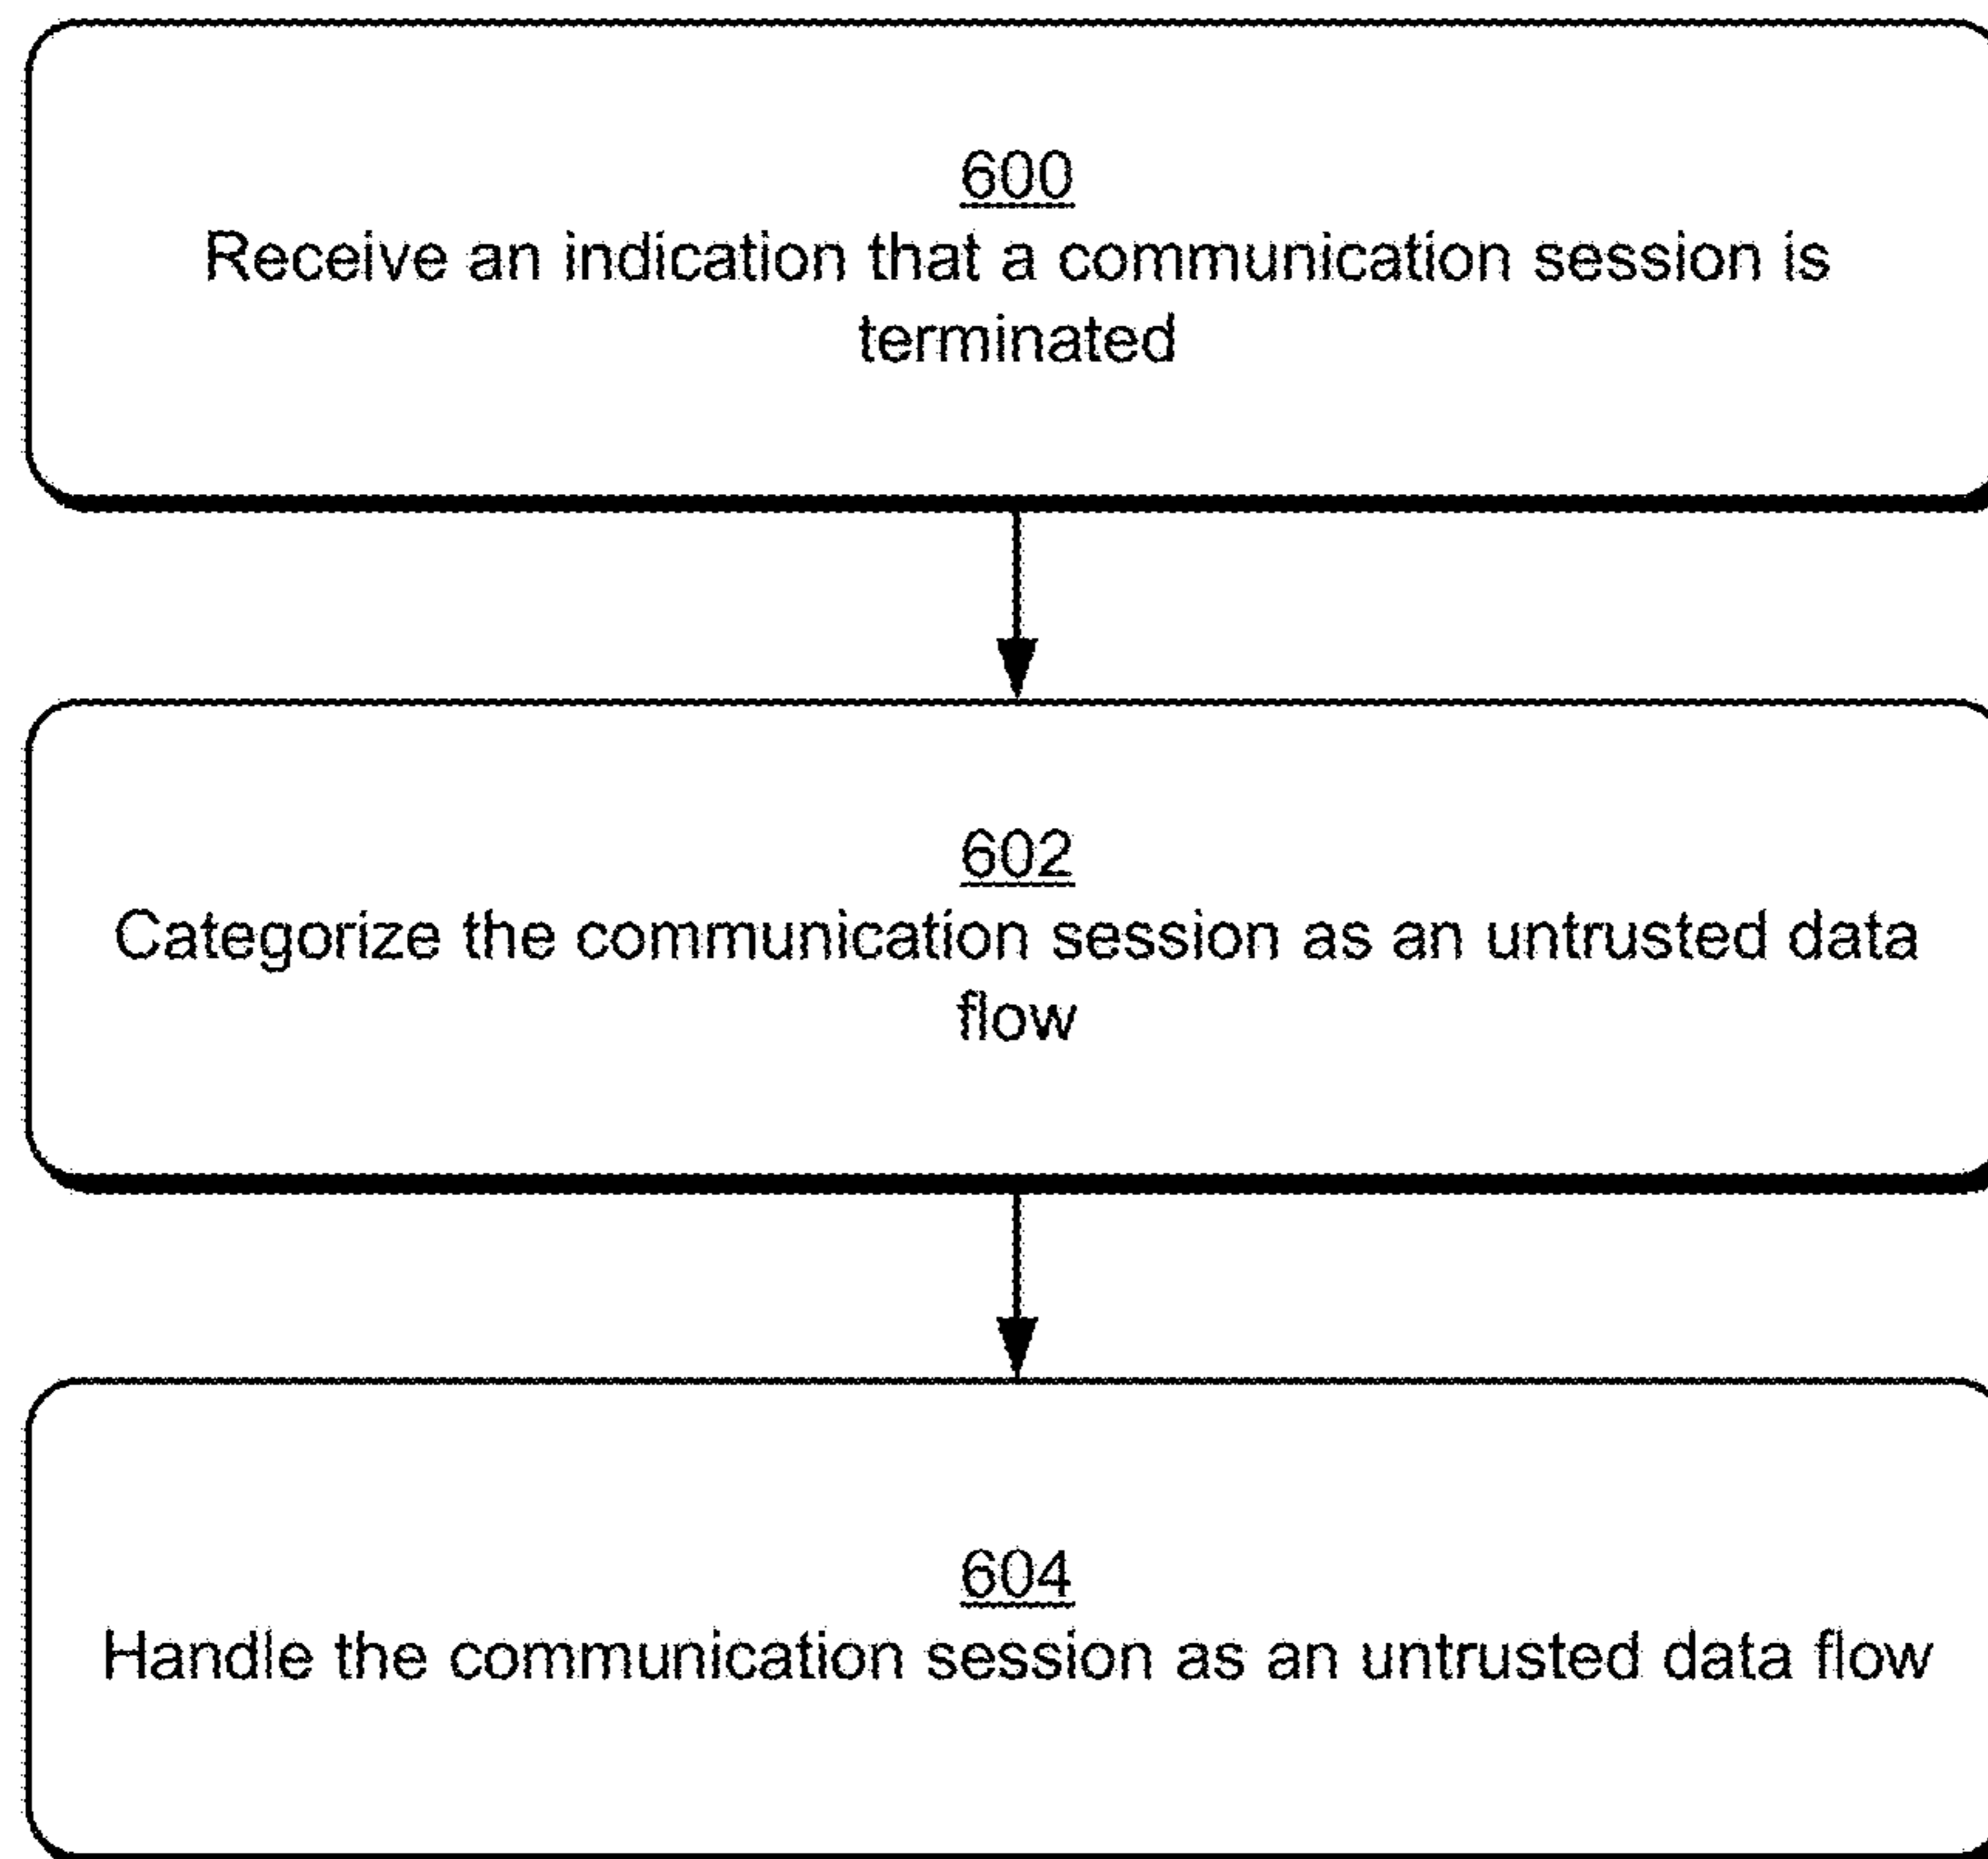 600
Receive an indication that a communication session is
terminated
602
Categorize the communication session as an untrusted data
flow
604
Handle the communication session as an untrusted data flow